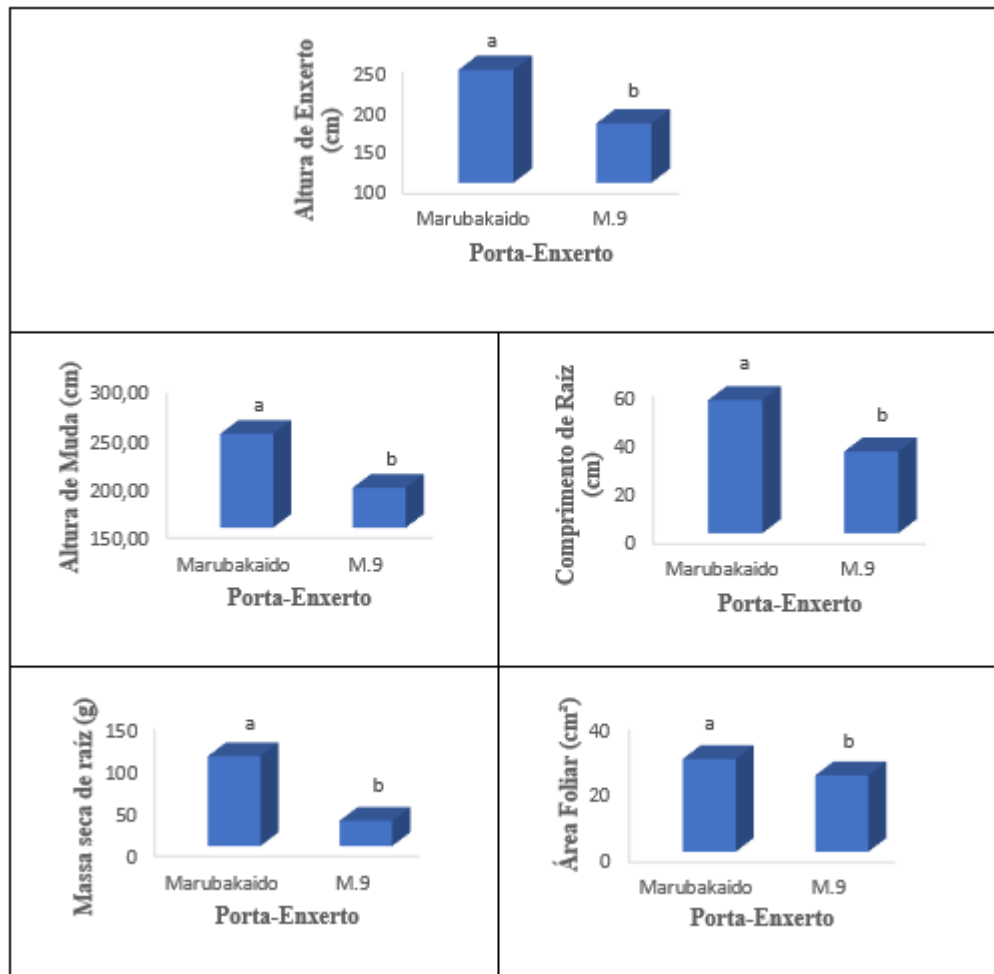 a
b
250
200
150
100
Altura de Enxerto
(cm)
Marubakaido M.9
Porta-Enxerto
a
b
300,00
250,00
200,00
150,00
Altura de Muda (cm)
Marubakaido M.9
Porta-Enxerto
a
b
60
40
20
0
Comprimento de Raíz
(cm)
Marubakaido M.9
Porta-Enxerto
a
b
150
100
50
0
Massa seca de raíz (g)
Marubakaido M.9
Porta-Enxerto
a
b
40
20
0
Área Foliar (cm²)
Marubakaido M.9
Porta-Enxerto